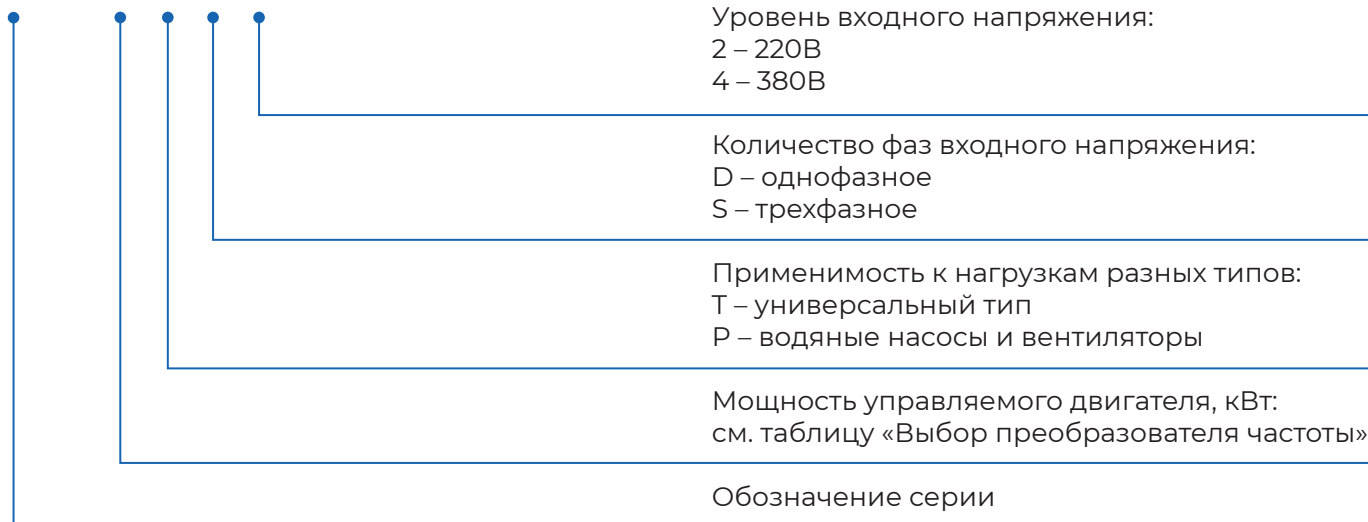 Уровень входного напряжения:
2 – 220В
4 – 380В
Количество фаз входного напряжения:
D – однофазное
S – трехфазное
Применимость к нагрузкам разных типов:
T – универсальный тип
P – водяные насосы и вентиляторы
Мощность управляемого двигателя, кВт:
см. таблицу «Выбор преобразователя частоты»
Обозначение серии